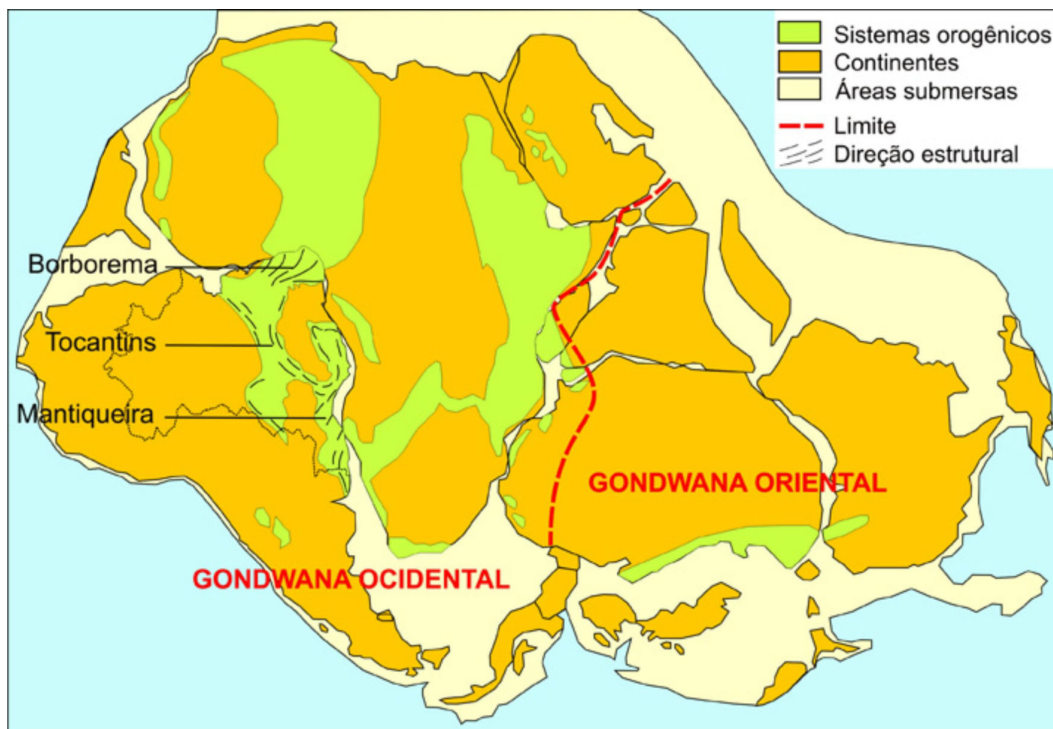 Sistemas orogênicos
Continentes
Áreas submersas
Limite
Direção estrutural
Borborema
Tocantins
Mantiqueira
GONDWANA ORIENTAL
GONDWANA OCIDENTAL